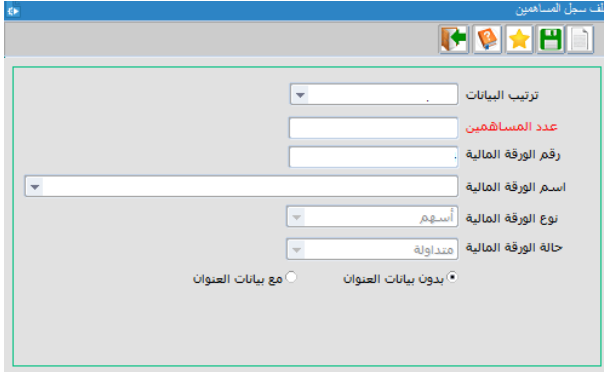 ملف سجل المساهمين
ترتيب البيانات
عدد المساهمين
رقم الورقة المالية
اسم الورقة المالية
نوع الورقة المالية أسهم
حالة الورقة المالية متداولة
بدون بيانات العنوان مع بيانات العنوان